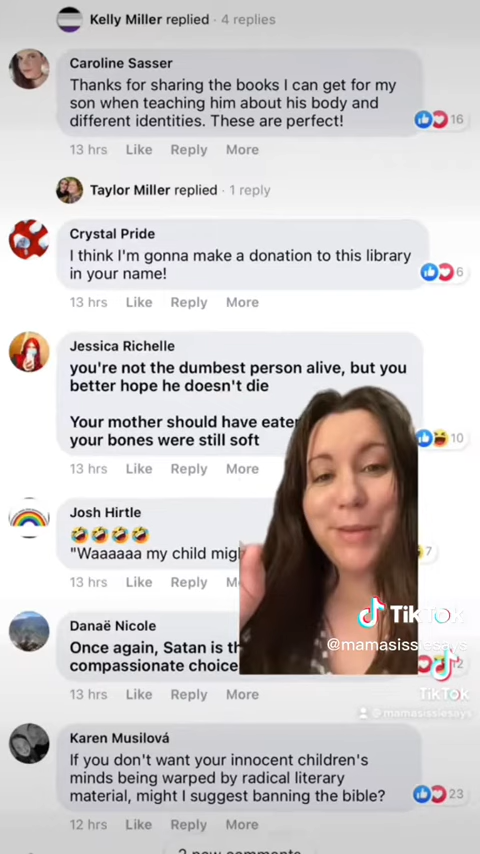 Kelly Miller replied · 4 replies
Caroline Sasser
Thanks for sharing the books I can get for my
son when teaching him about his body and
different identities. These are perfect!
16
13 hrs Like Reply More
Taylor Miller replied · 1 reply
Crystal Pride
I think I'm gonna make a donation to this library
in your name!
6
13 hrs Like Reply More
Jessica Richelle
you're not the dumbest person alive, but you
better hope he doesn't die
Your mother should have eate
your bones were still soft
10
13 hrs Like Reply More
Josh Hirtle
🤣🤣🤣🤣
"Waaaaaa my child mig
7
13 hrs Like Reply More
TikTok
@mamasissiesays
Danaë Nicole
Once again, Satan is th
compassionate choice
12
13 hrs Like Reply More
TikTok
@mamasissiesays
Karen Musilová
If you don't want your innocent children's
minds being warped by radical literary
material, might I suggest banning the bible?
23
12 hrs Like Reply More
2 new comments